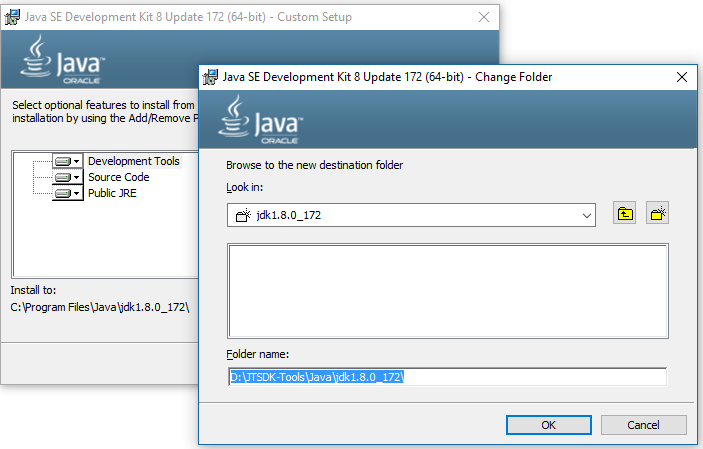 Java SE Development Kit 8 Update 172 (64-bit) - Custom Setup
Java
ORACLE
Select optional features to install from
installation by using the Add/Remove P
Development Tools
Source Code
Public JRE
Install to:
C:\Program Files\Java\jdk1.8.0_172\
Java SE Development Kit 8 Update 172 (64-bit) - Change Folder
Java
ORACLE
Browse to the new destination folder
Look in:
jdk1.8.0_172
Folder name:
D:\JTSDK-Tools\Java\jdk1.8.0_172\
OK
Cancel